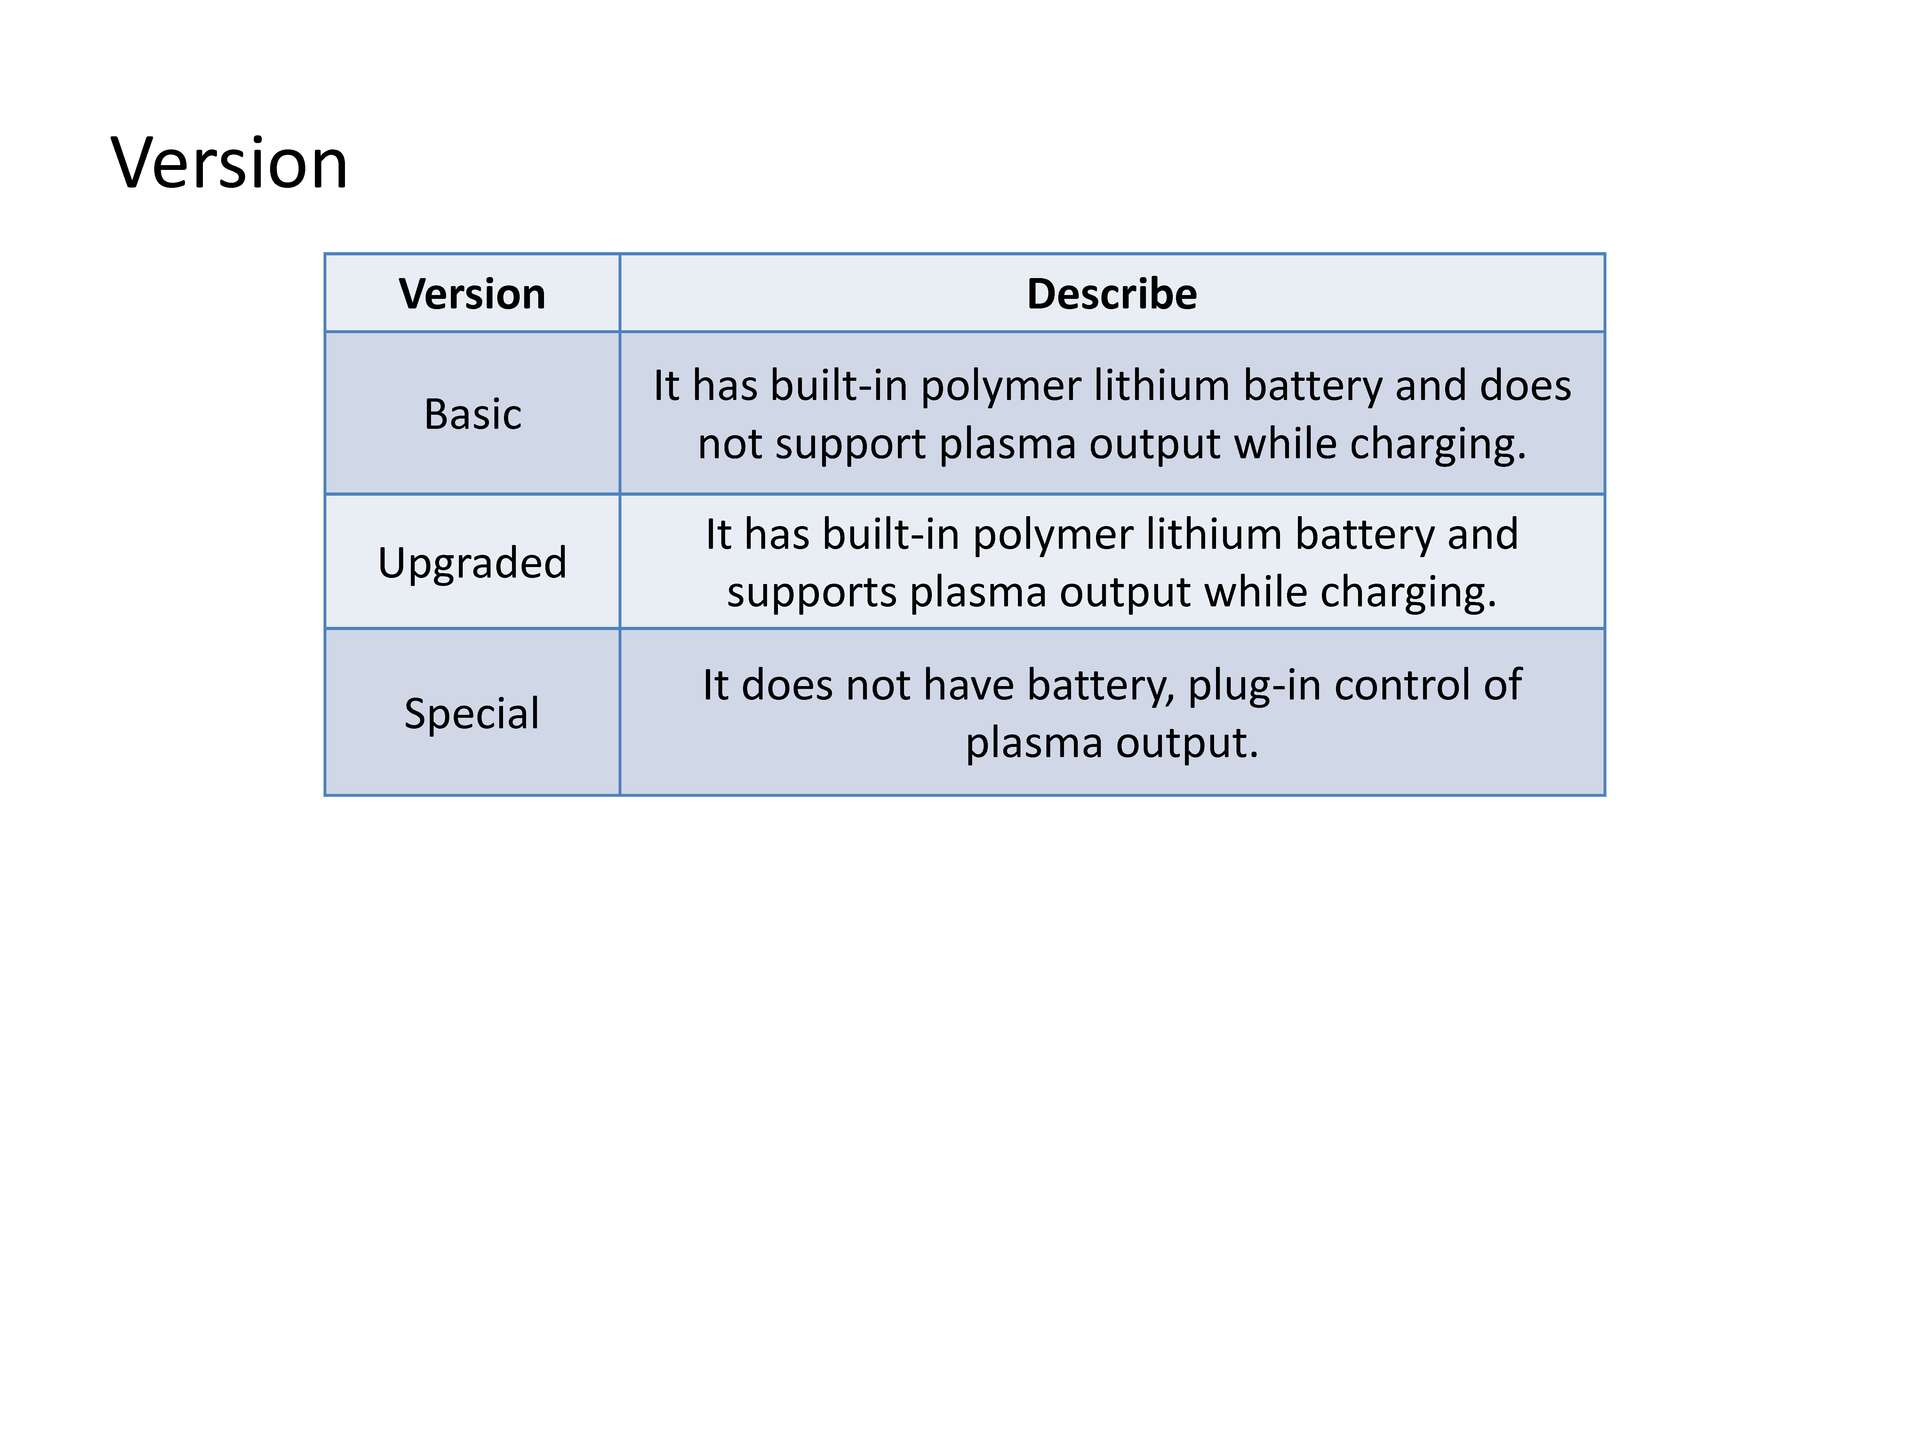 Version
Version Describe
Basic
It has built-in polymer lithium battery and does
not support plasma output while charging.
Upgraded
It has built-in polymer lithium battery and
supports plasma output while charging.
Special
It does not have battery, plug-in control of
plasma output.